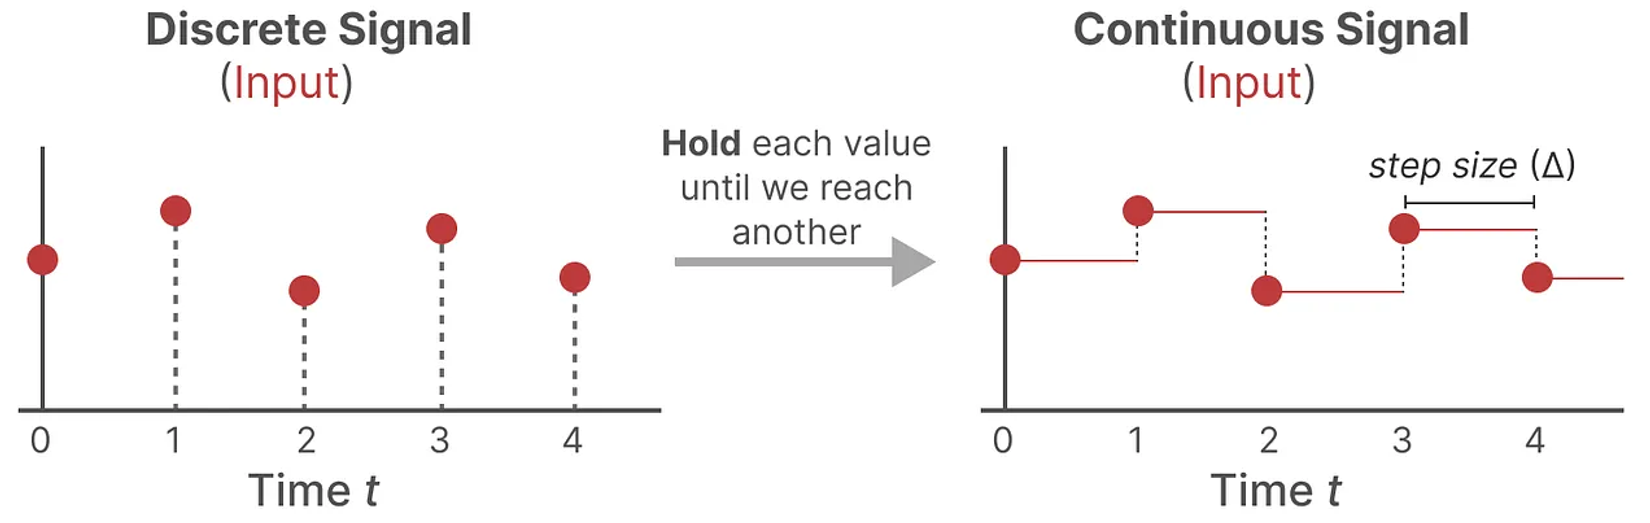 Discrete Signal
(Input)
0 1 2 3 4
Time t
Hold each value
until we reach
another
Continuous Signal
(Input)
step size (Δ)
0 1 2 3 4
Time t